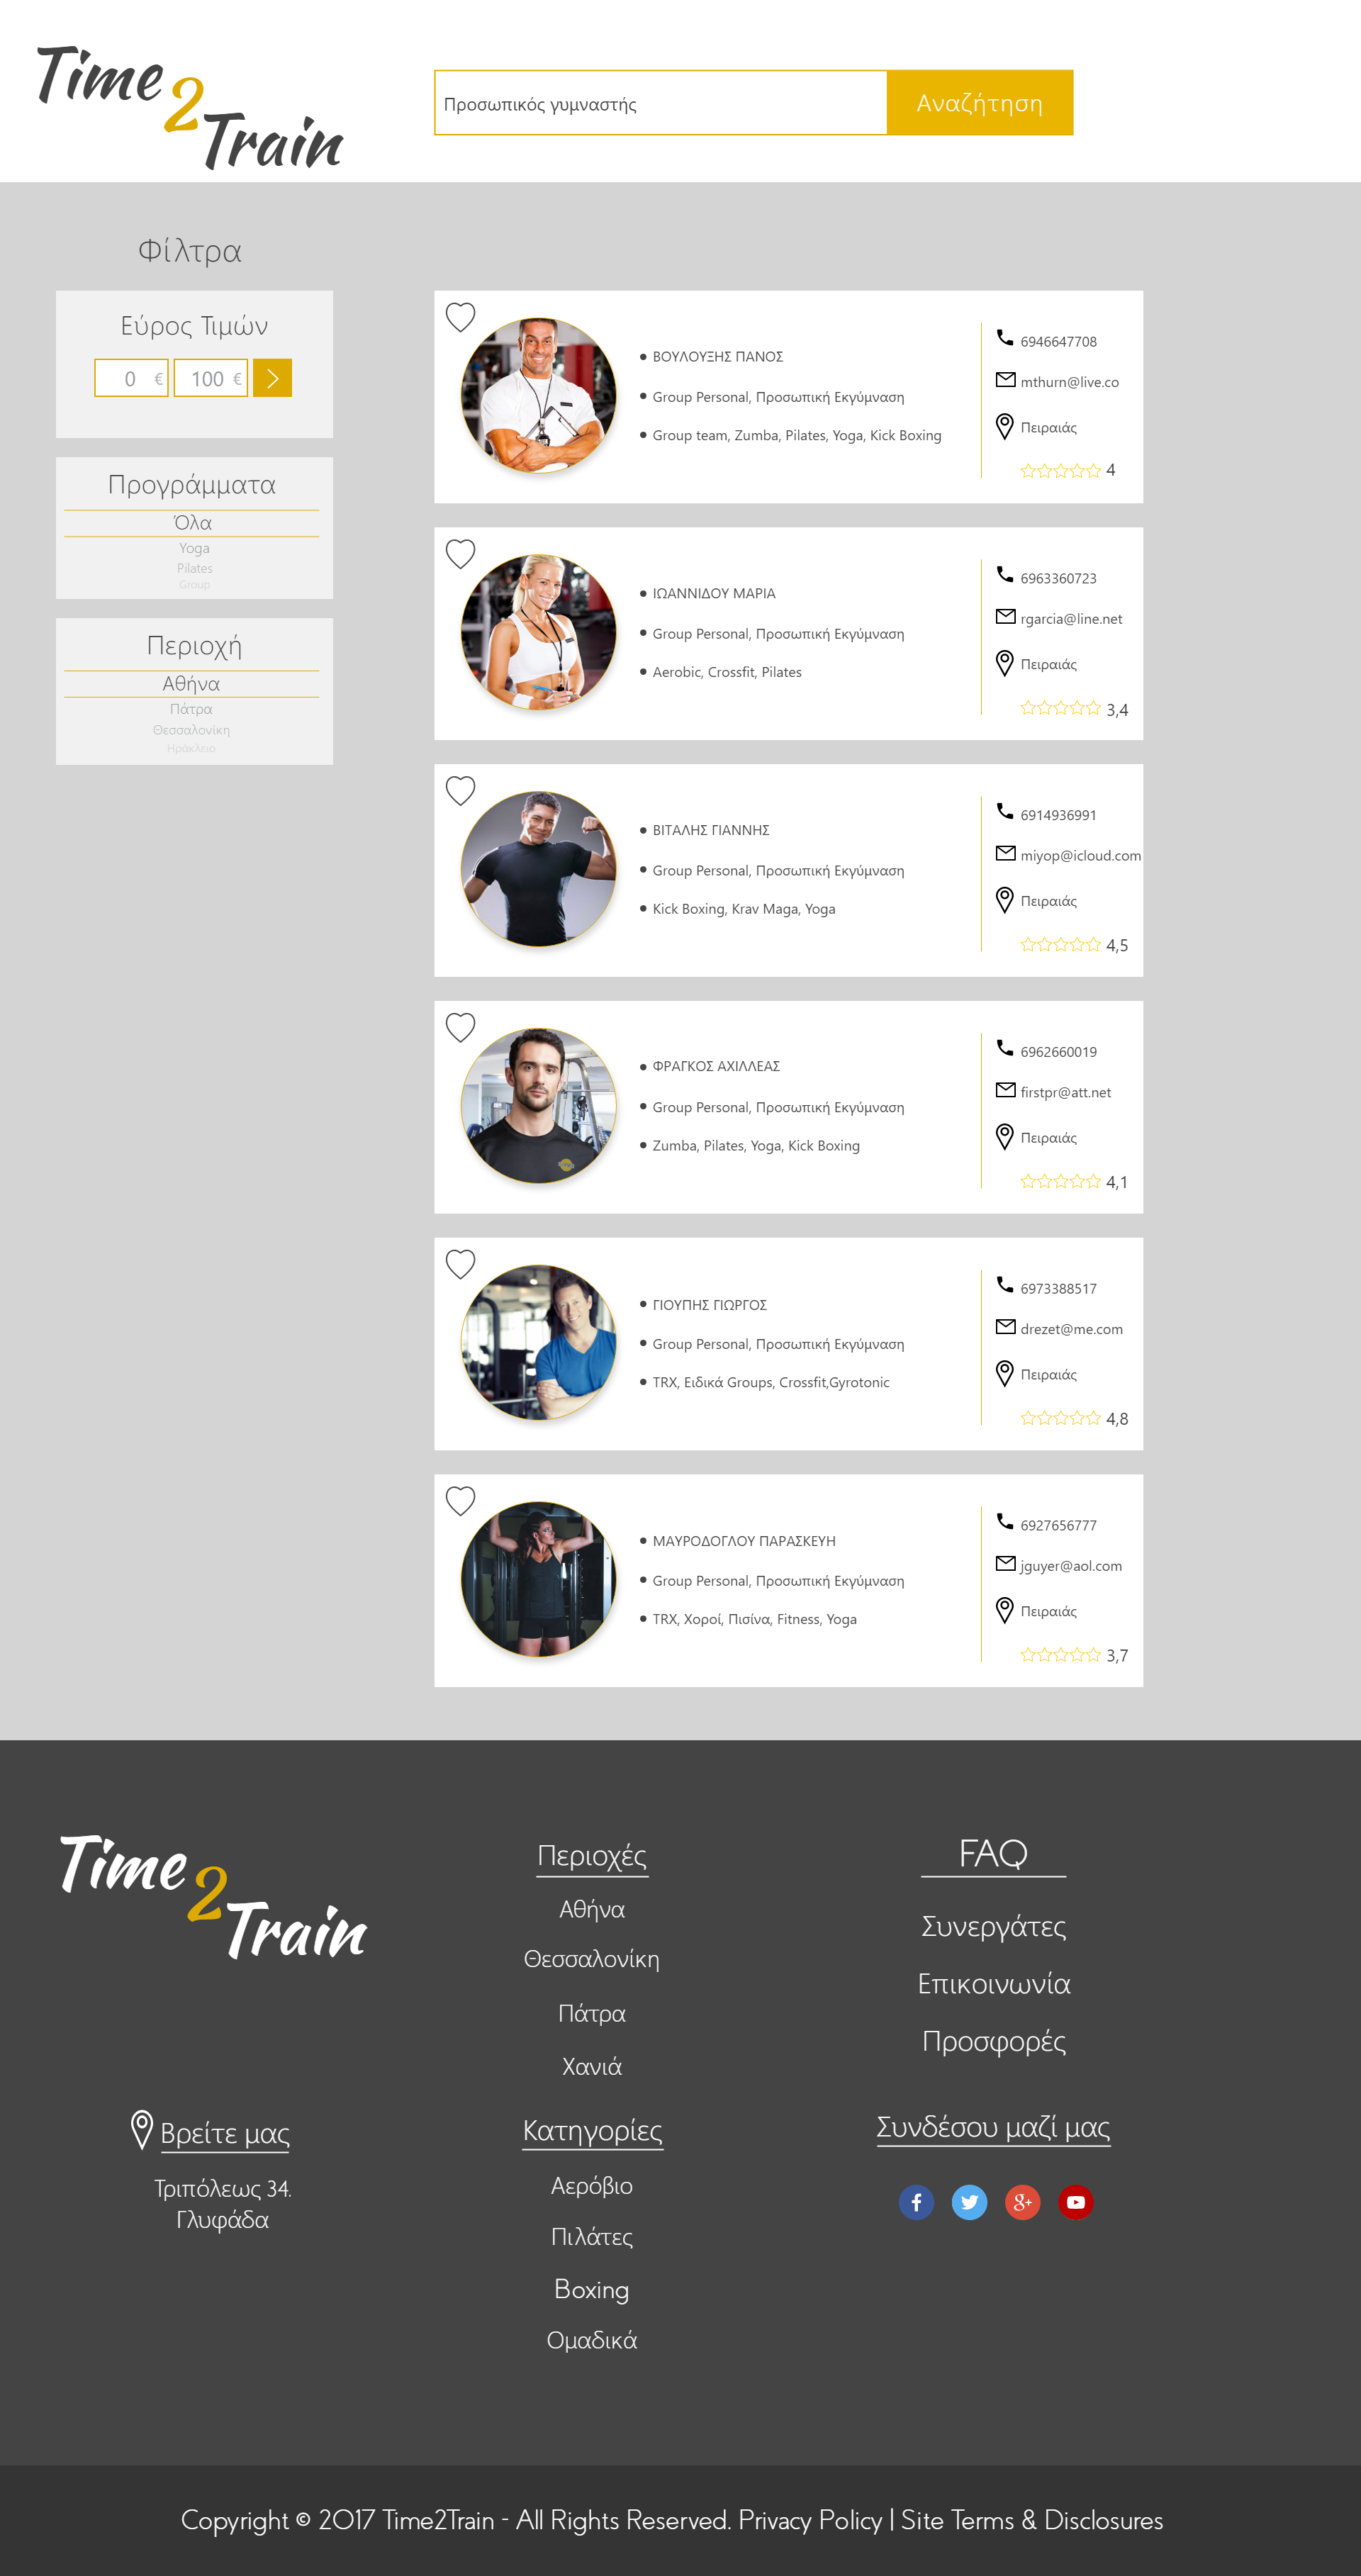 Time
2
Train
Προσωπικός γυμναστής
Αναζήτηση
Φίλτρα
Εύρος Τιμών
0 €
100 €
Προγράμματα
Όλα
Yoga
Pilates
Group
Περιοχή
Αθήνα
Πάτρα
Θεσσαλονίκη
Ηράκλειο
ΒΟΥΛΟΥΞΗΣ ΠΑΝΟΣ
Group Personal, Προσωπική Εκγύμναση
Group team, Zumba, Pilates, Yoga, Kick Boxing
6946647708
mthurn@live.co
Πειραιάς
4
ΙΩΑΝΝΙΔΟΥ ΜΑΡΙΑ
Group Personal, Προσωπική Εκγύμναση
Aerobic, Crossfit, Pilates
6963360723
rgarcia@line.net
Πειραιάς
3,4
ΒΙΤΑΛΗΣ ΓΙΑΝΝΗΣ
Group Personal, Προσωπική Εκγύμναση
Kick Boxing, Krav Maga, Yoga
6914936991
miyop@icloud.com
Πειραιάς
4,5
ΦΡΑΓΚΟΣ ΑΧΙΛΛΕΑΣ
Group Personal, Προσωπική Εκγύμναση
Zumba, Pilates, Yoga, Kick Boxing
6962660019
firstpr@att.net
Πειραιάς
4,1
ΓΙΟΥΠΗΣ ΓΙΩΡΓΟΣ
Group Personal, Προσωπική Εκγύμναση
TRX, Ειδικά Groups, Crossfit,Gyrotonic
6973388517
drezet@me.com
Πειραιάς
4,8
ΜΑΥΡΟΔΟΓΛΟΥ ΠΑΡΑΣΚΕΥΗ
Group Personal, Προσωπική Εκγύμναση
TRX, Χοροί, Πισίνα, Fitness, Yoga
6927656777
jguyer@aol.com
Πειραιάς
3,7
Time
2
Train
Βρείτε μας
Τριπόλεως 34.
Γλυφάδα
Περιοχές
Αθήνα
Θεσσαλονίκη
Πάτρα
Χανιά
Κατηγορίες
Αερόβιο
Πιλάτες
Boxing
Ομαδικά
FAQ
Συνεργάτες
Επικοινωνία
Προσφορές
Συνδέσου μαζί μας
Copyright © 2017 Time2Train - All Rights Reserved. Privacy Policy | Site Terms & Disclosures